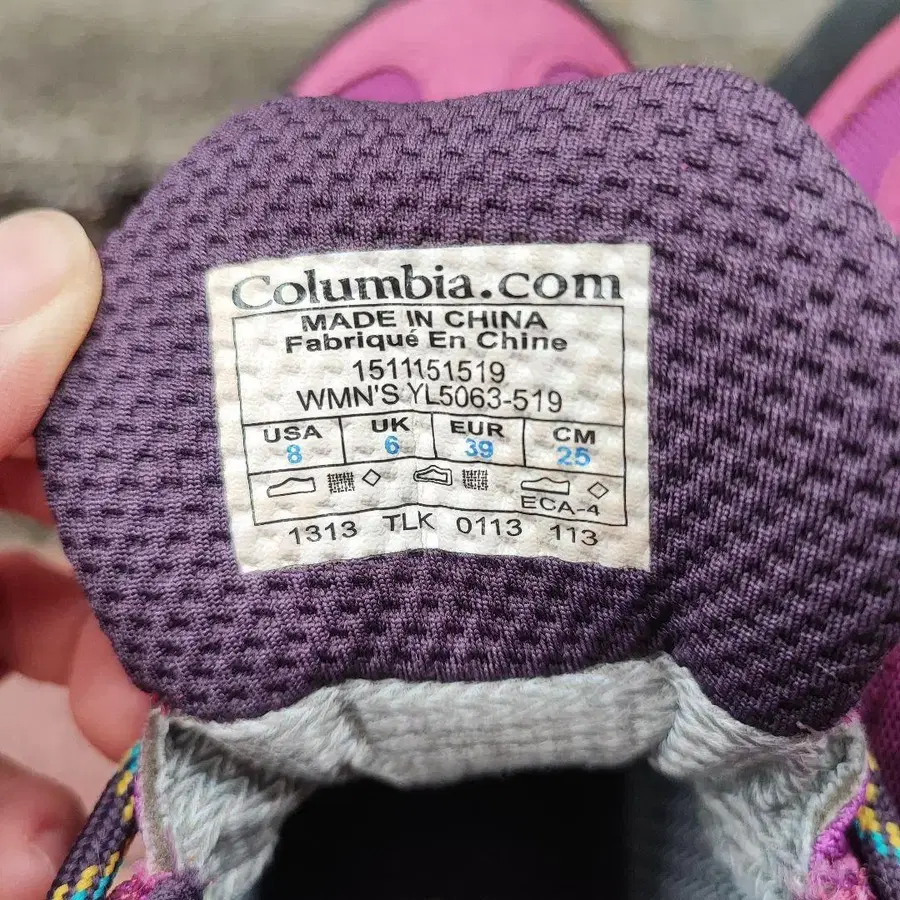 Columbia.com
MADE IN CHINA
Fabriqué En Chine
1511151519
WMN'S YL5063-519
USA UK EUR CM
8 6 39 25
ECA-4
1313 TLK 0113 113